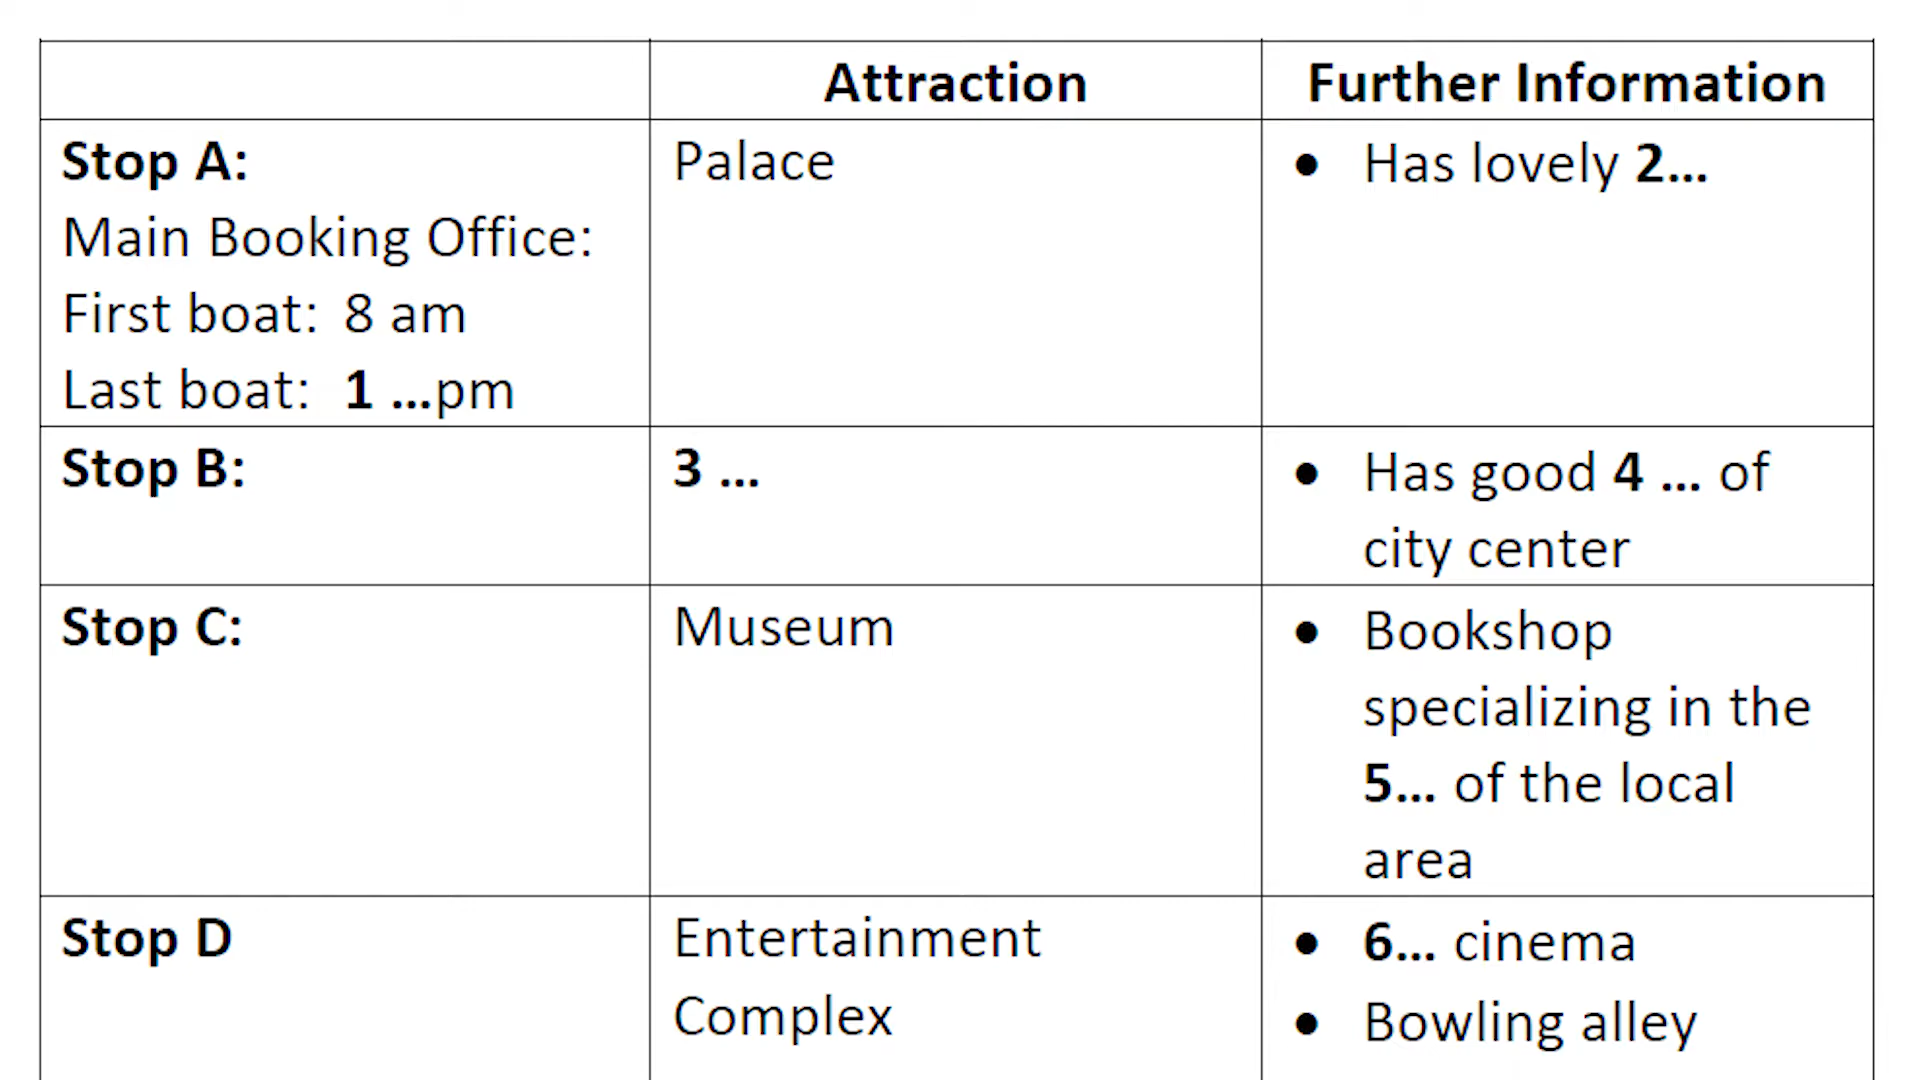 Attraction
Further Information
Stop A:
Main Booking Office:
First boat: 8 am
Last boat: 1 ...pm
Palace
• Has lovely 2...
Stop B:
3 ...
• Has good 4 ... of
city center
Stop C:
Museum
• Bookshop
specializing in the
5... of the local
area
Stop D
Entertainment
Complex
• 6... cinema
• Bowling alley